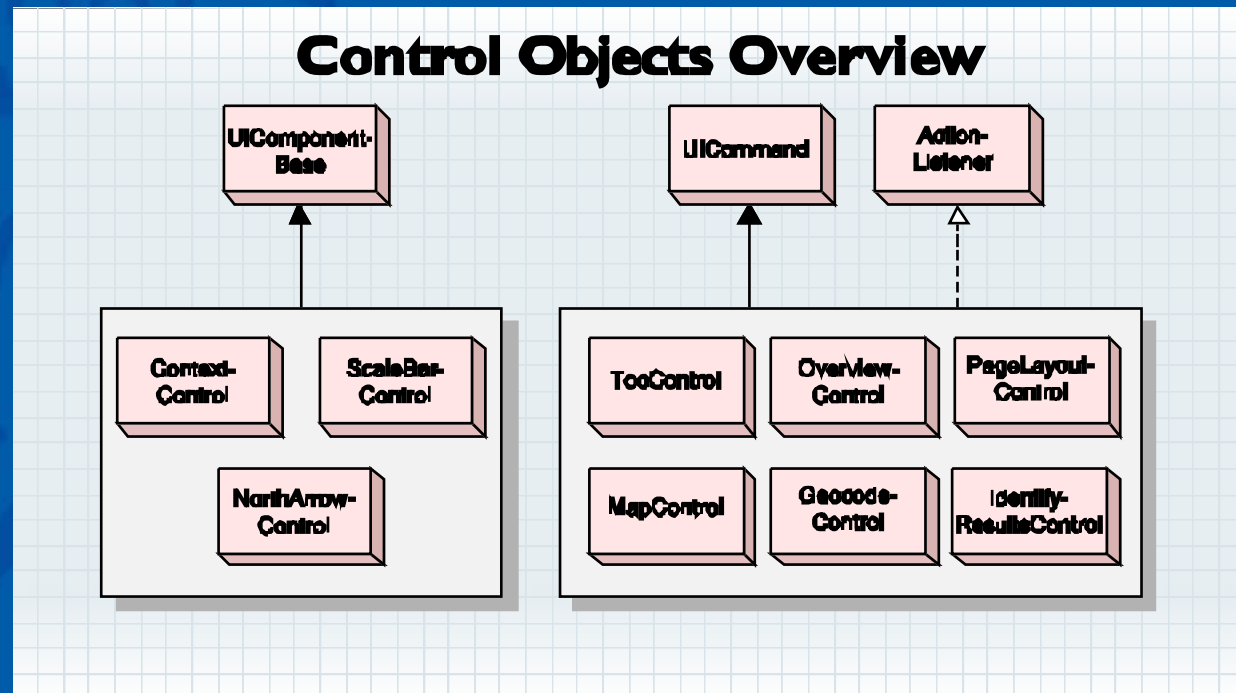 Control Objects Overview
UIComponent-
Base
UICommand
Action-
Listener
Context-
Control
ScaleBar-
Control
TocControl
Overview-
Control
PageLayout-
Control
NorthArrow-
Control
MapControl
Geocode-
Control
Identify-
ResultsControl